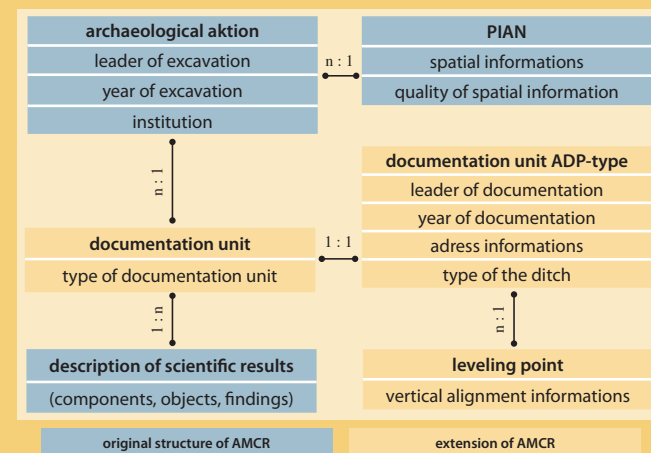 archaeological aktion
leader of excavation
year of excavation
institution
n : 1
PIAN
spatial informations
quality of spatial information
n:1
documentation unit ADP-type
leader of documentation
year of documentation
adress informations
type of the ditch
documentation unit
type of documentation unit
1 : 1
1:n
n:1
description of scientific results
(components, objects, findings)
leveling point
vertical alignment informations
original structure of AMCR
extension of AMCR